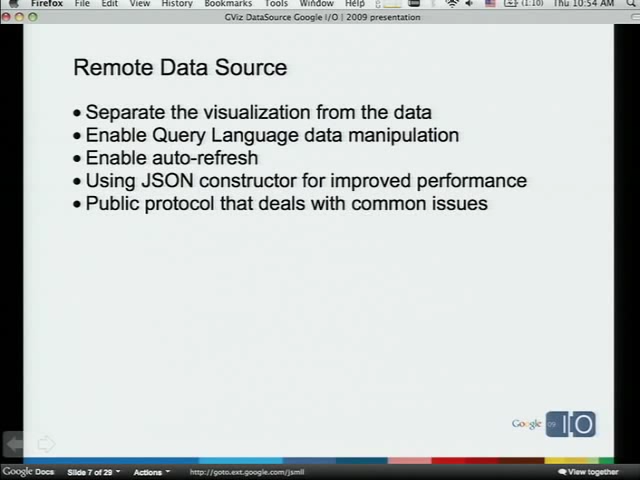 Firefox File Edit View History Bookmarks Tools Window Help (1:10) Thu 10:54 AM
GViz DataSource Google I/O | 2009 presentation
Remote Data Source
• Separate the visualization from the data
• Enable Query Language data manipulation
• Enable auto-refresh
• Using JSON constructor for improved performance
• Public protocol that deals with common issues
Google 09 I/O
Google Docs Slide 7 of 29 Actions http://goto.ext.google.com/jsmll View together